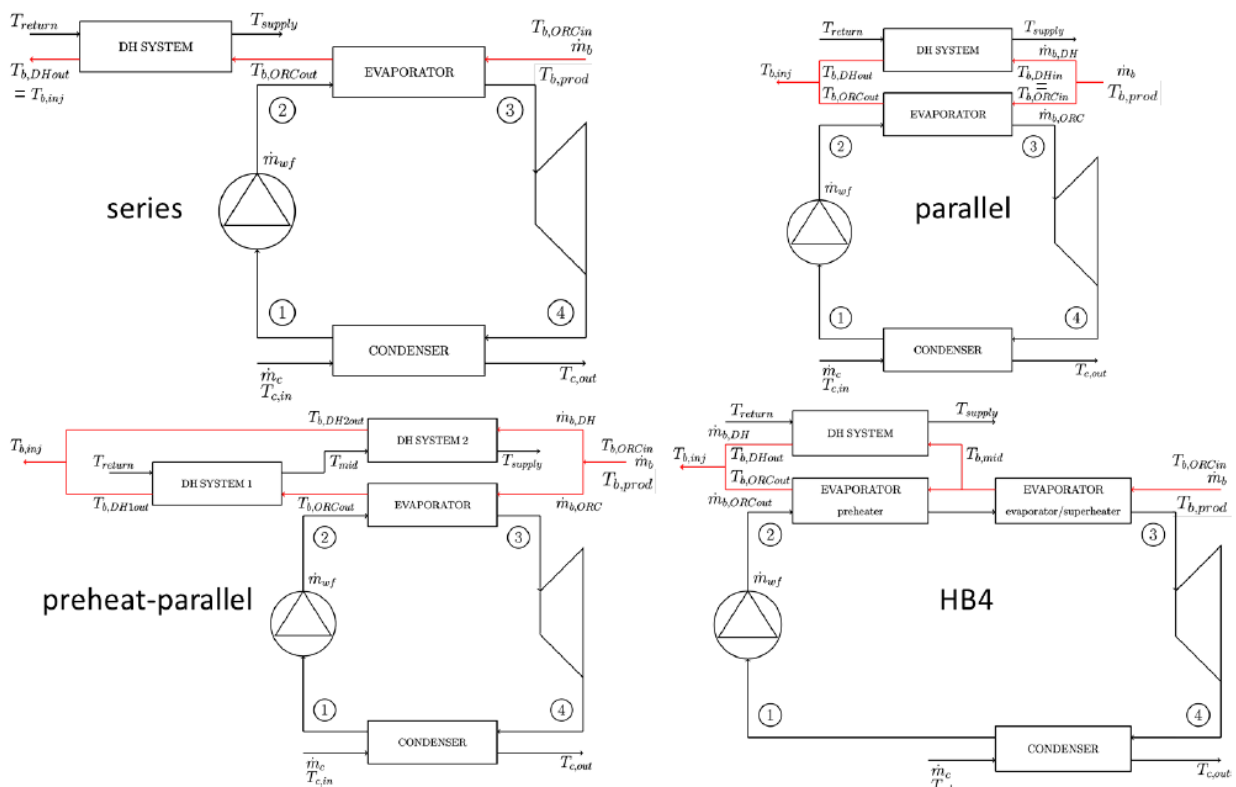 T_return
T_supply
DH SYSTEM
T_b,ORCin
ṁ_b
T_b,DHout
= T_b,inj
T_b,ORCout
EVAPORATOR
T_b,prod
2
3
ṁ_wf
series
1
4
CONDENSER
ṁ_c
T_c,in
T_c,out
T_return
T_supply
DH SYSTEM
ṁ_b,DH
T_b,inj
T_b,DHout
T_b,DHin
ṁ_b
=
T_b,ORCout
T_b,ORCin
T_b,prod
EVAPORATOR
2
3
ṁ_b,ORC
ṁ_wf
parallel
1
4
CONDENSER
ṁ_c
T_c,in
T_c,out
T_b,DH2out
DH SYSTEM 2
ṁ_b,DH
T_b,inj
T_return
T_mid
T_supply
T_b,ORCin
ṁ_b
T_b,prod
DH SYSTEM 1
T_b,DH1out
T_b,ORCout
EVAPORATOR
ṁ_b,ORC
2
3
ṁ_wf
preheat-parallel
1
4
CONDENSER
ṁ_c
T_c,in
T_c,out
T_return
T_supply
ṁ_b,DH
DH SYSTEM
T_b,inj
T_b,DHout
T_b,mid
T_b,ORCin
ṁ_b
T_b,ORCout
ṁ_b,ORCout
EVAPORATOR
preheater
EVAPORATOR
evaporator/superheater
T_b,prod
2
3
ṁ_wf
HB4
1
4
CONDENSER
ṁ_c
T_c,out